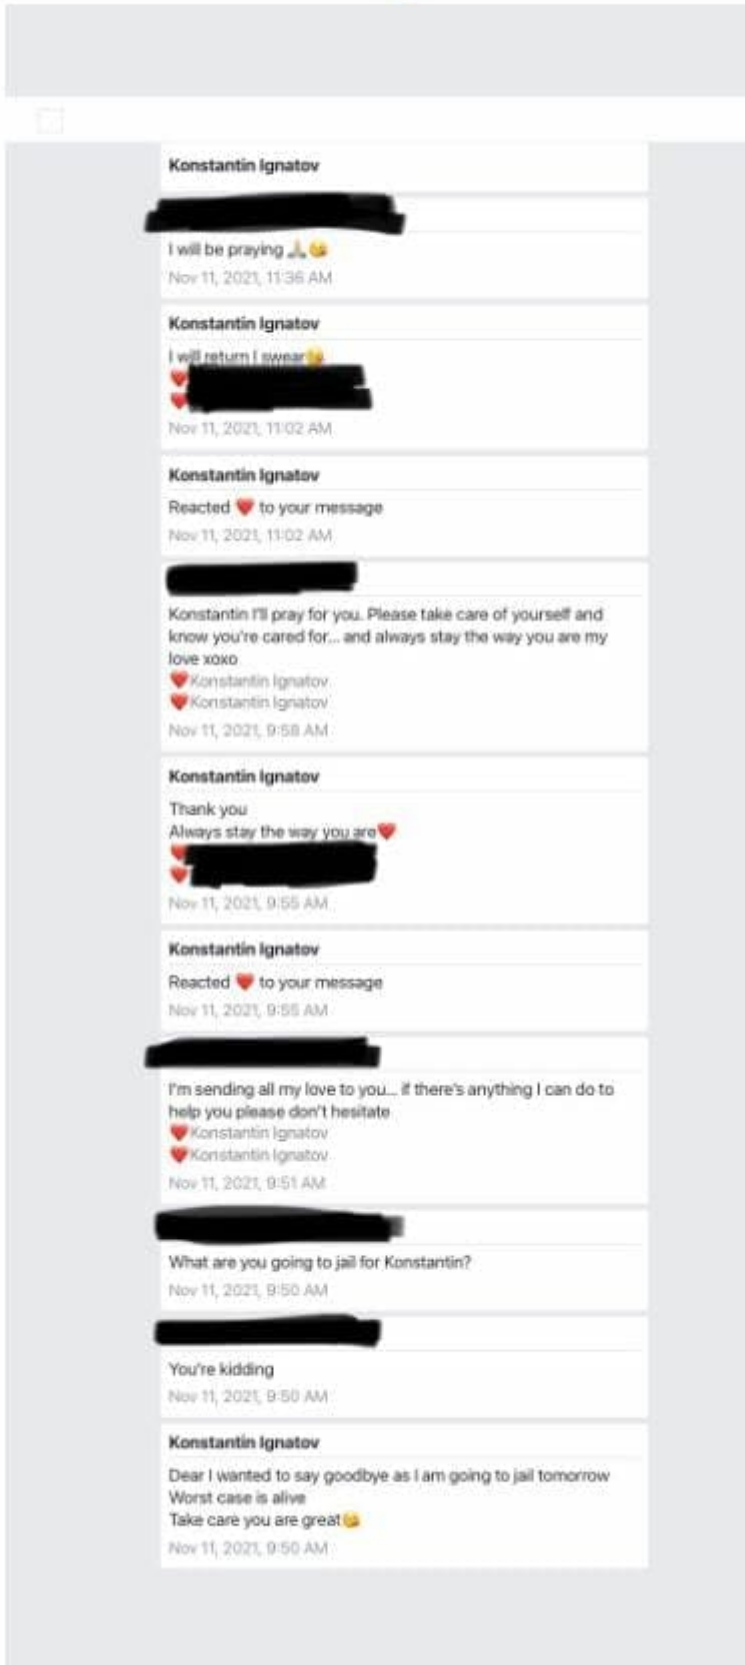 Konstantin Ignatov
I will be praying 🙏😘
Nov 11, 2021, 11:36 AM
Konstantin Ignatov
I will return I swear😘
❤️
❤️
Nov 11, 2021, 11:02 AM
Konstantin Ignatov
Reacted ❤️ to your message
Nov 11, 2021, 11:02 AM
Konstantin I'll pray for you. Please take care of yourself and
know you're cared for... and always stay the way you are my
love xoxo
❤️Konstantin Ignatov
❤️Konstantin Ignatov
Nov 11, 2021, 9:58 AM
Konstantin Ignatov
Thank you
Always stay the way you are❤️
❤️
❤️
Nov 11, 2021, 9:55 AM
Konstantin Ignatov
Reacted ❤️ to your message
Nov 11, 2021, 9:55 AM
I'm sending all my love to you... if there's anything I can do to
help you please don't hesitate
❤️Konstantin Ignatov
❤️Konstantin Ignatov
Nov 11, 2021, 9:51 AM
What are you going to jail for Konstantin?
Nov 11, 2021, 9:50 AM
You're kidding
Nov 11, 2021, 9:50 AM
Konstantin Ignatov
Dear I wanted to say goodbye as I am going to jail tomorrow
Worst case is alive
Take care you are great😘
Nov 11, 2021, 9:50 AM